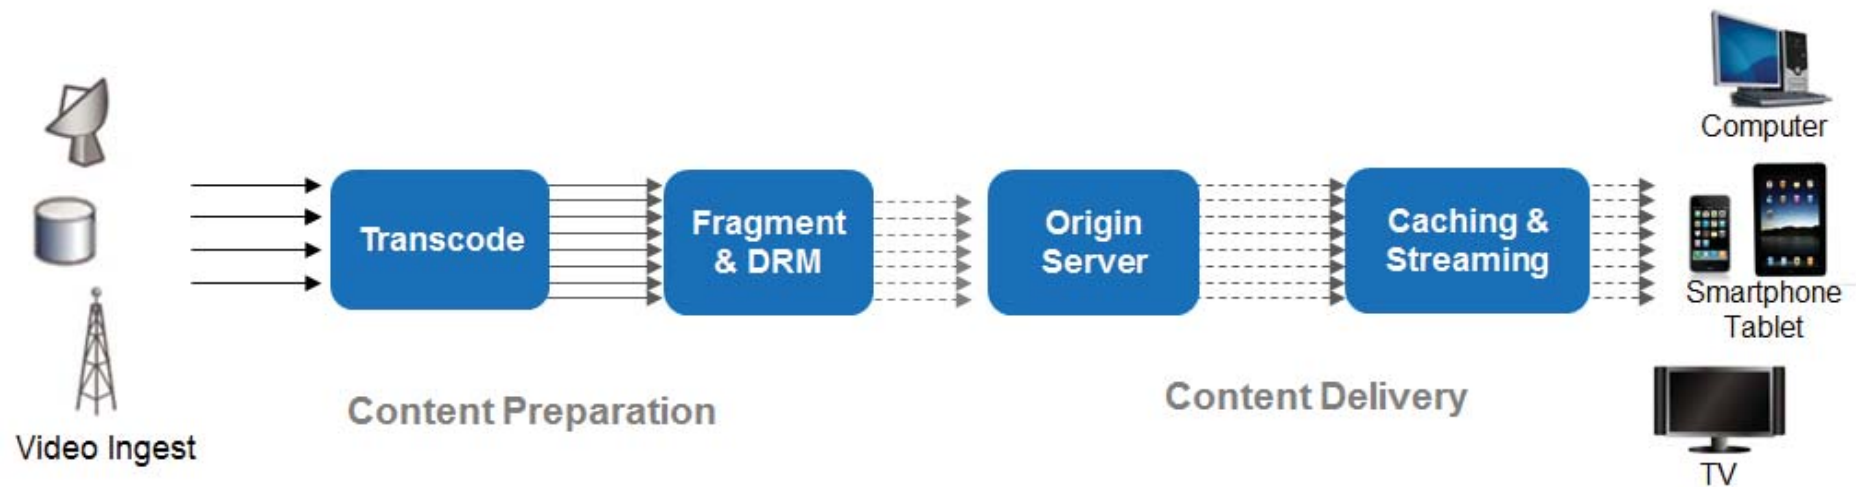 Video Ingest
Transcode
Fragment
& DRM
Content Preparation
Origin
Server
Caching &
Streaming
Content Delivery
Computer
Smartphone
Tablet
TV